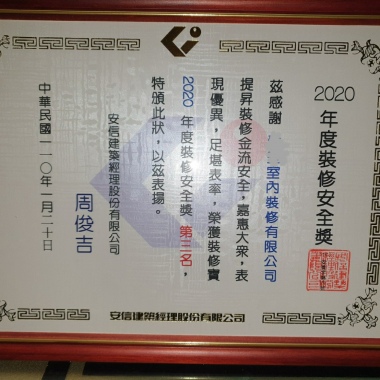 2020 年度裝修安全獎
茲感謝 室內裝修有限公司
提昇裝修金流安全，嘉惠大眾，表
現優異，足堪表率，榮獲裝修寶
2020 年度裝修安全獎 第三名，
特頒此狀，以茲表揚。
安信建築經理股份有限公司
周俊吉
中華民國一一〇年一月二十日
安信建築經理股份有限公司